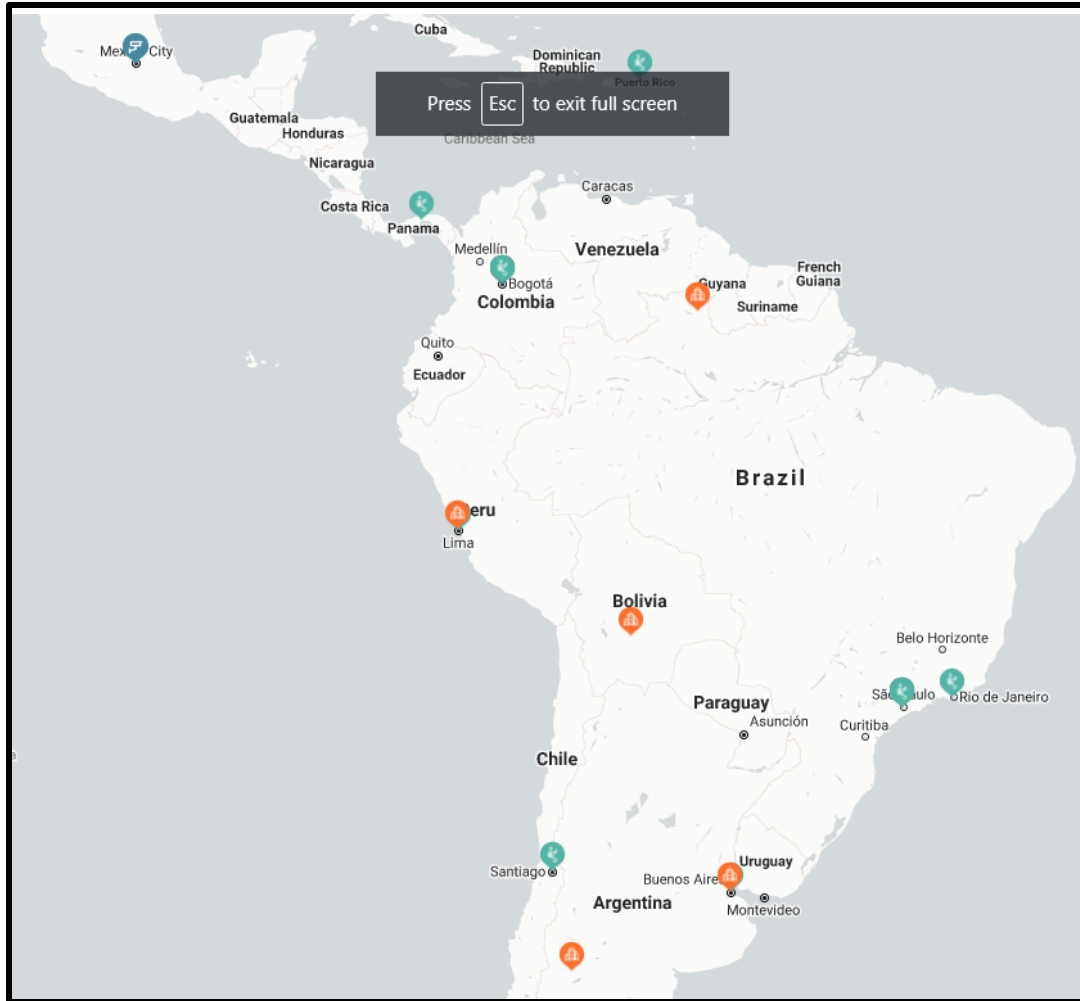 Cuba
Mexico City
Dominican
Republic
Puerto Rico
Press Esc to exit full screen
Guatemala
Honduras
Caribbean Sea
Nicaragua
Caracas
Costa Rica
Panama
Medellín
Venezuela
French
Guiana
Bogotá
Guyana
Colombia
Suriname
Quito
Ecuador
Brazil
Peru
Lima
Bolivia
Belo Horizonte
São Paulo
Rio de Janeiro
Paraguay
Asunción
Curitiba
Chile
Santiago
Uruguay
Buenos Aires
Argentina
Montevideo